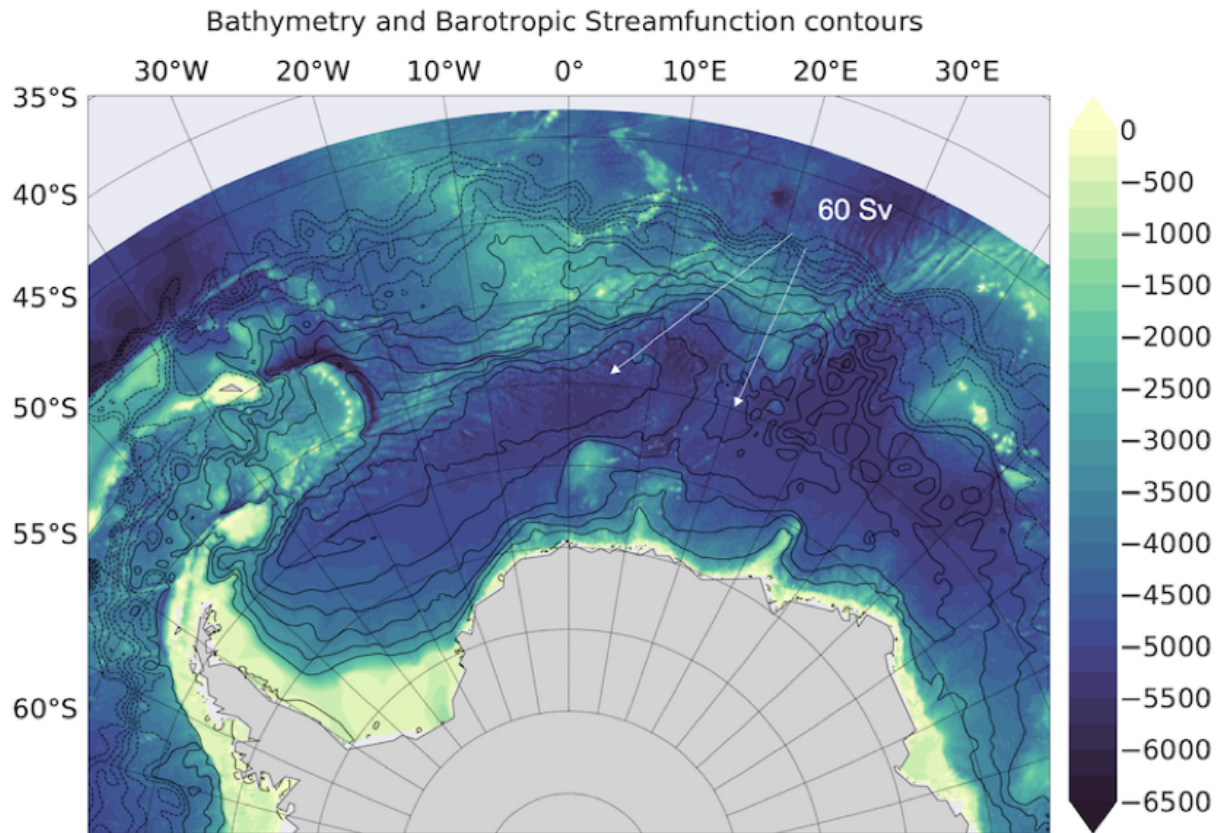 Bathymetry and Barotropic Streamfunction contours
30°W 20°W 10°W 0° 10°E 20°E 30°E
35°S
40°S
45°S
50°S
55°S
60°S
60 Sv
0
−500
−1000
−1500
−2000
−2500
−3000
−3500
−4000
−4500
−5000
−5500
−6000
−6500